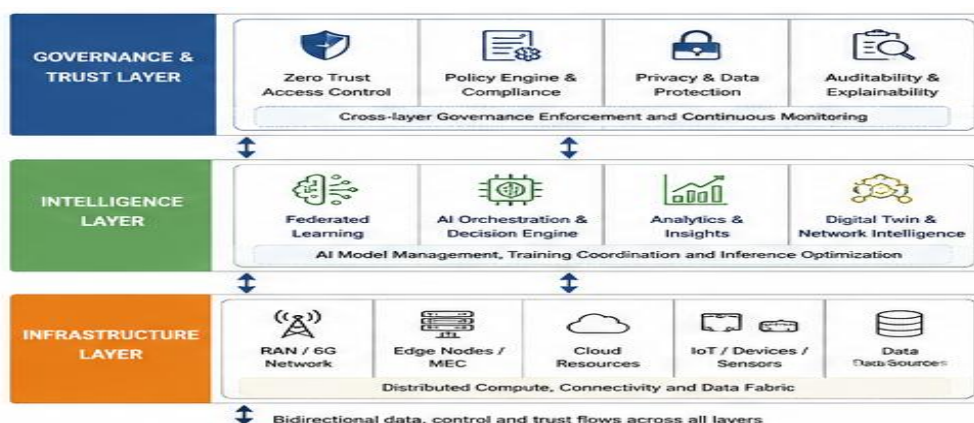 GOVERNANCE &
TRUST LAYER
Zero Trust
Access Control
Policy Engine &
Compliance
Privacy & Data
Protection
Auditability &
Explainability
Cross-layer Governance Enforcement and Continuous Monitoring
INTELLIGENCE
LAYER
Federated
Learning
AI Orchestration &
Decision Engine
Analytics &
Insights
Digital Twin &
Network Intelligence
AI Model Management, Training Coordination and Inference Optimization
INFRASTRUCTURE
LAYER
RAN / 6G
Network
Edge Nodes /
MEC
Cloud
Resources
IoT / Devices /
Sensors
Data
Data Sources
Distributed Compute, Connectivity and Data Fabric
Bidirectional data, control and trust flows across all layers